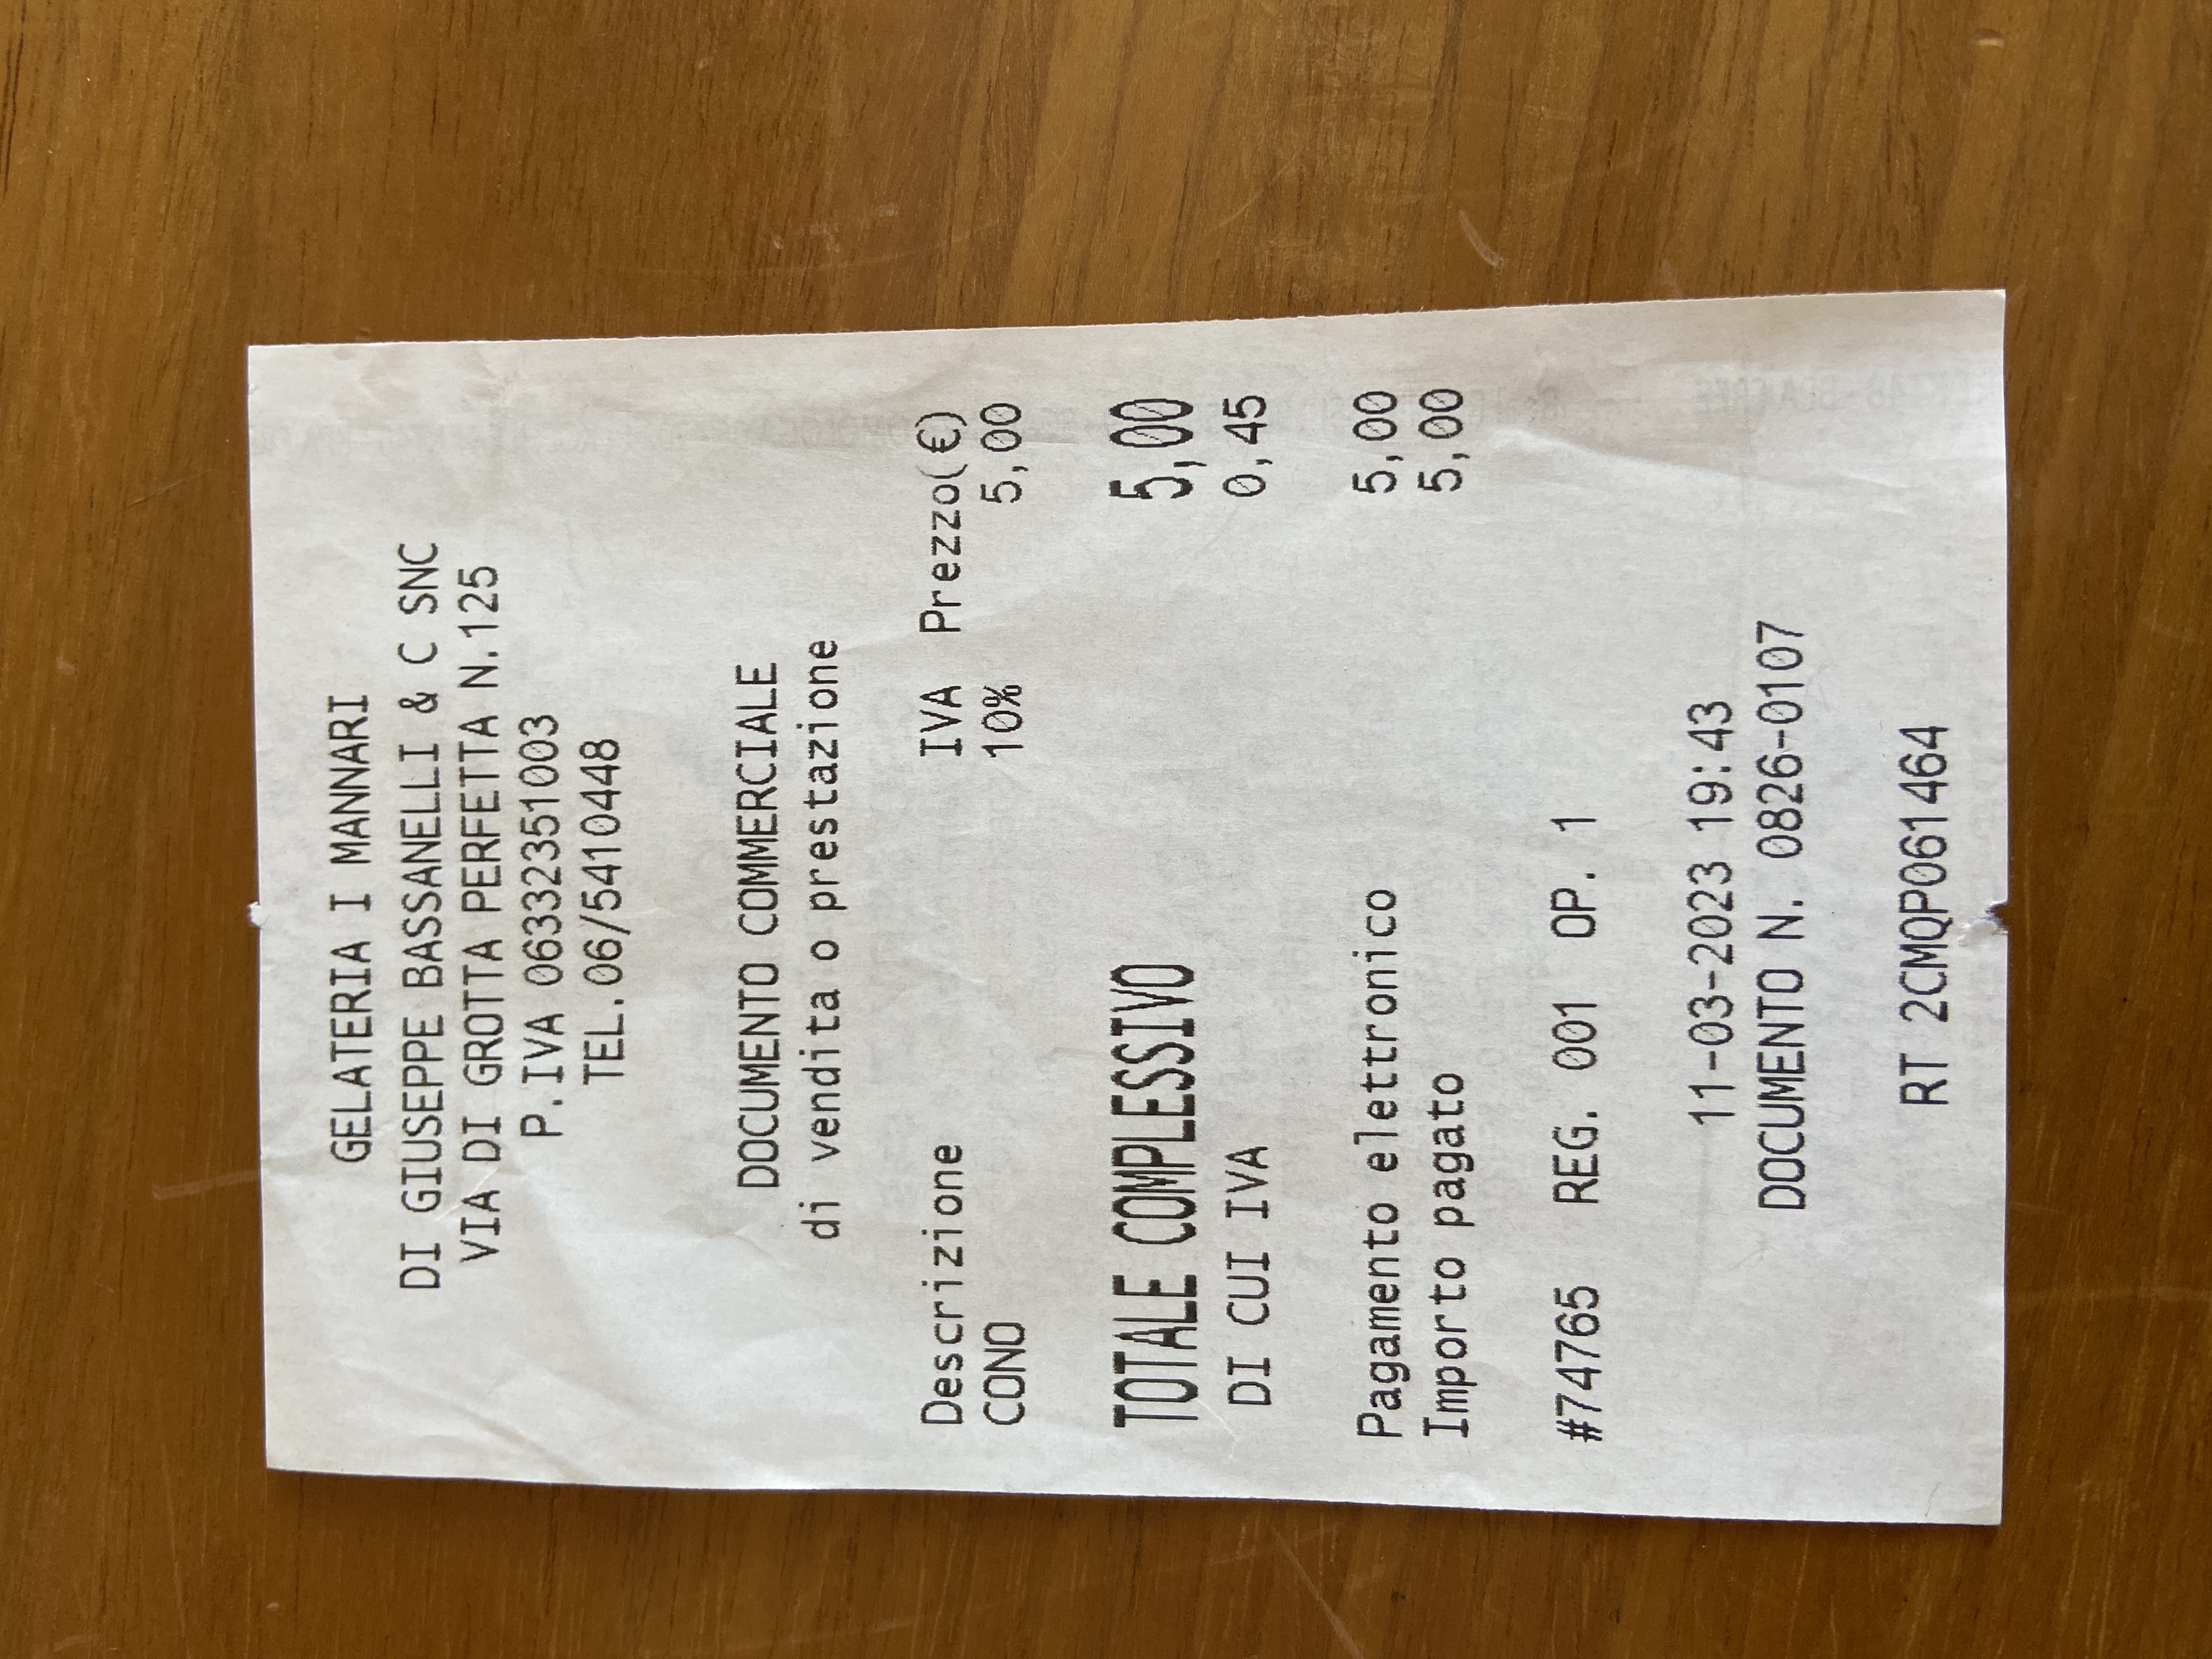 GELATERIA I MANNARI
DI GIUSEPPE BASSANELLI & C SNC
VIA DI GROTTA PERFETTA N.125
P.IVA 06332351003
TEL.06/5410448
DOCUMENTO COMMERCIALE
di vendita o prestazione
Descrizione IVA Prezzo(€)
CONO 10% 5,00
TOTALE COMPLESSIVO 5,00
DI CUI IVA 0,45
Pagamento elettronico 5,00
Importo pagato 5,00
#74765 REG. 001 OP. 1
11-03-2023 19:43
DOCUMENTO N. 0826-0107
RT 2CMQP061464